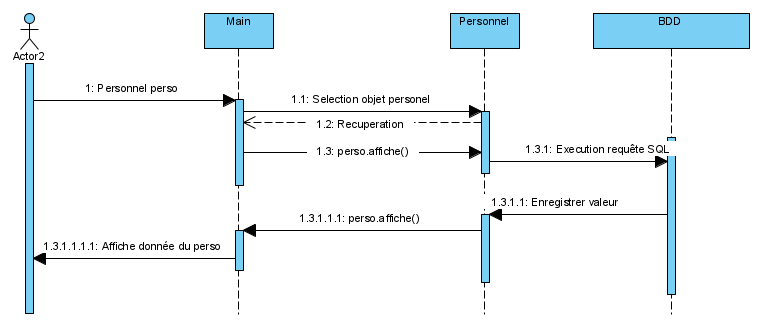 Main
Personnel
BDD
Actor2
1: Personnel perso
1.1: Selection objet personel
1.2: Recuperation
1.3: perso.affiche()
1.3.1: Execution requête SQL
1.3.1.1: Enregistrer valeur
1.3.1.1.1: perso.affiche()
1.3.1.1.1.1: Affiche donnée du perso